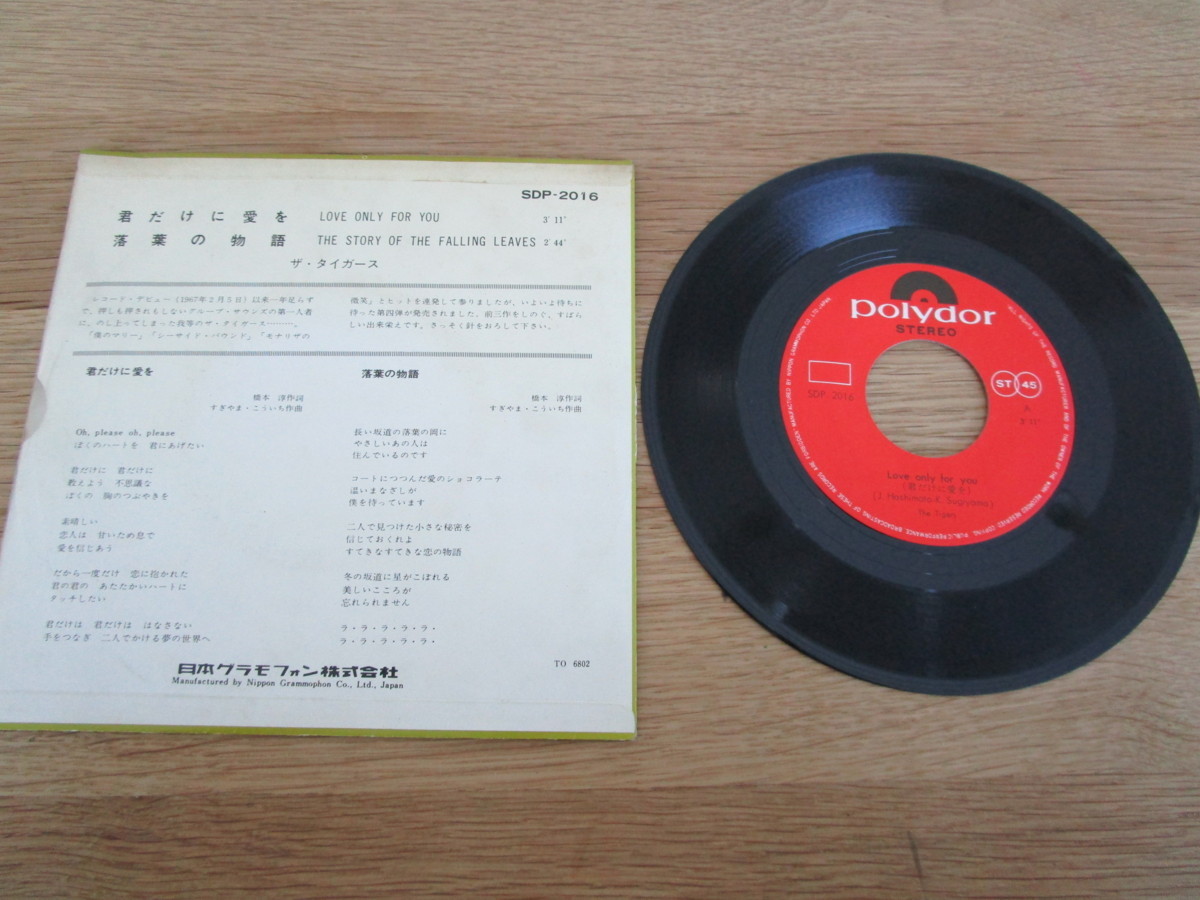 SDP-2016
君だけに愛を LOVE ONLY FOR YOU 3'11"
落葉の物語 THE STORY OF THE FALLING LEAVES 2'44"
ザ・タイガース
レコード・デビュー(1967年2月5日)以来一年足らず
で、押しも押されもしないグループ・サウンズの第一人者
に、のし上ってしまった我等のザ・タイガース………。
「僕のマリー」「シーサイド・バウンド」「モナリザの
微笑」とヒットを連発して参りましたが、いよいよ待ちに
待った第四弾が発売されました。前三作をしのぐ、すばら
しい出来栄えです。さっそく針をおろして下さい。
君だけに愛を
橋本 淳作詞
すぎやま・こういち作曲
Oh, please oh, please
ぼくのハートを 君にあげたい
君だけに 君だけに
教えよう 不思議な
ぼくの 胸のつぶやきを
素晴しい
恋人は 甘いため息で
愛を信じあう
だから一度だけ 恋に抱かれた
君の君の あたたかいハートに
タッチしたい
君だけは 君だけは はなさない
手をつなぎ 二人でかける夢の世界へ
落葉の物語
橋本 淳作詞
すぎやま・こういち作曲
長い坂道の落葉の岡に
やさしいあの人は
住んでいるのです
コートにつつんだ愛のショコラーテ
温いまなざしが
僕を待っています
二人で見つけた小さな秘密を
信じておくれよ
すてきなすてきな恋の物語
冬の坂道に星がこぼれる
美しいこころが
忘れられません
ラ・ラ・ラ・ラ・ラ・
ラ・ラ・ラ・ラ・ラ・
日本グラモフォン株式会社
Manufactured by Nippon Grammophon Co., Ltd., Japan
TO 6802
polydor
STEREO
ST 45
SDP-2016
A
3'11"
Love only for you
(君だけに愛を)
(J. Hashimoto-K. Sugiyama)
The Tigers